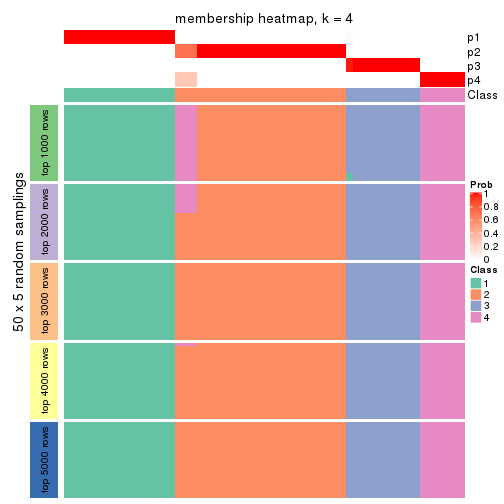 membership heatmap, k = 4
p1
p2
p3
p4
Class
50 x 5 random samplings
top 1000 rows
top 2000 rows
top 3000 rows
top 4000 rows
top 5000 rows
Prob
1
0.8
0.6
0.4
0.2
0
Class
1
2
3
4